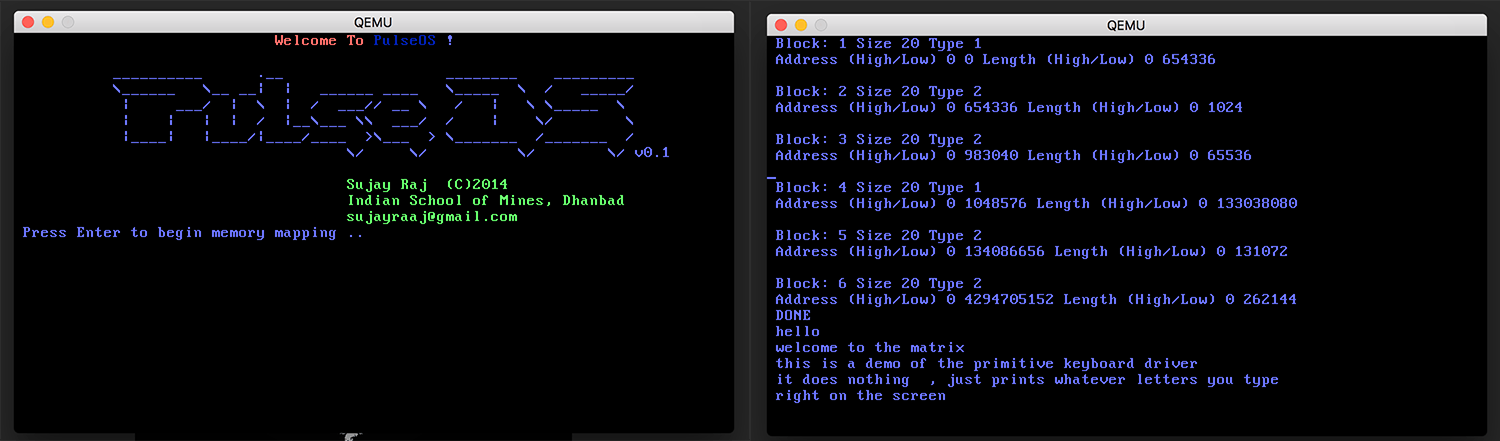 QEMU
Welcome To PulseOS !
PulseOS
v0.1
Sujay Raj  (C)2014
Indian School of Mines, Dhanbad
sujayraaj@gmail.com
Press Enter to begin memory mapping ..
QEMU
Block: 1 Size 20 Type 1
Address (High/Low) 0 0 Length (High/Low) 0 654336
Block: 2 Size 20 Type 2
Address (High/Low) 0 654336 Length (High/Low) 0 1024
Block: 3 Size 20 Type 2
Address (High/Low) 0 983040 Length (High/Low) 0 65536
Block: 4 Size 20 Type 1
Address (High/Low) 0 1048576 Length (High/Low) 0 133038080
Block: 5 Size 20 Type 2
Address (High/Low) 0 134086656 Length (High/Low) 0 131072
Block: 6 Size 20 Type 2
Address (High/Low) 0 4294705152 Length (High/Low) 0 262144
DONE
hello
welcome to the matrix
this is a demo of the primitive keyboard driver
it does nothing  , just prints whatever letters you type
right on the screen